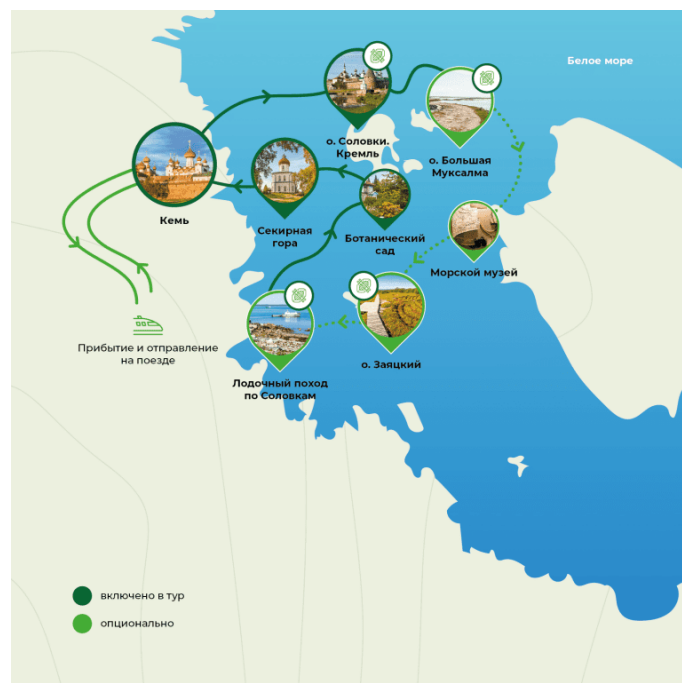 Белое море
о. Соловки.
Кремль
о. Большая
Муксалма
Кемь
Секирная
гора
Ботанический
сад
Морской музей
Прибытие и отправление
на поезде
о. Заяцкий
Лодочный поход
по Соловкам
включено в тур
опционально